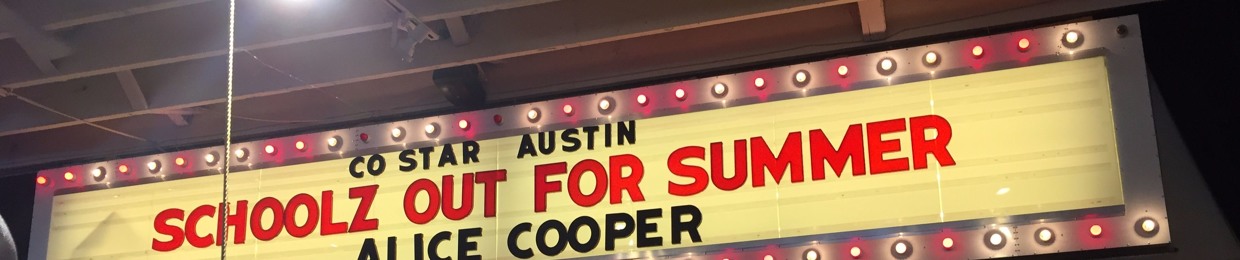 CO STAR AUSTIN
SCHOOLZ OUT FOR SUMMER
ALICE COOPER